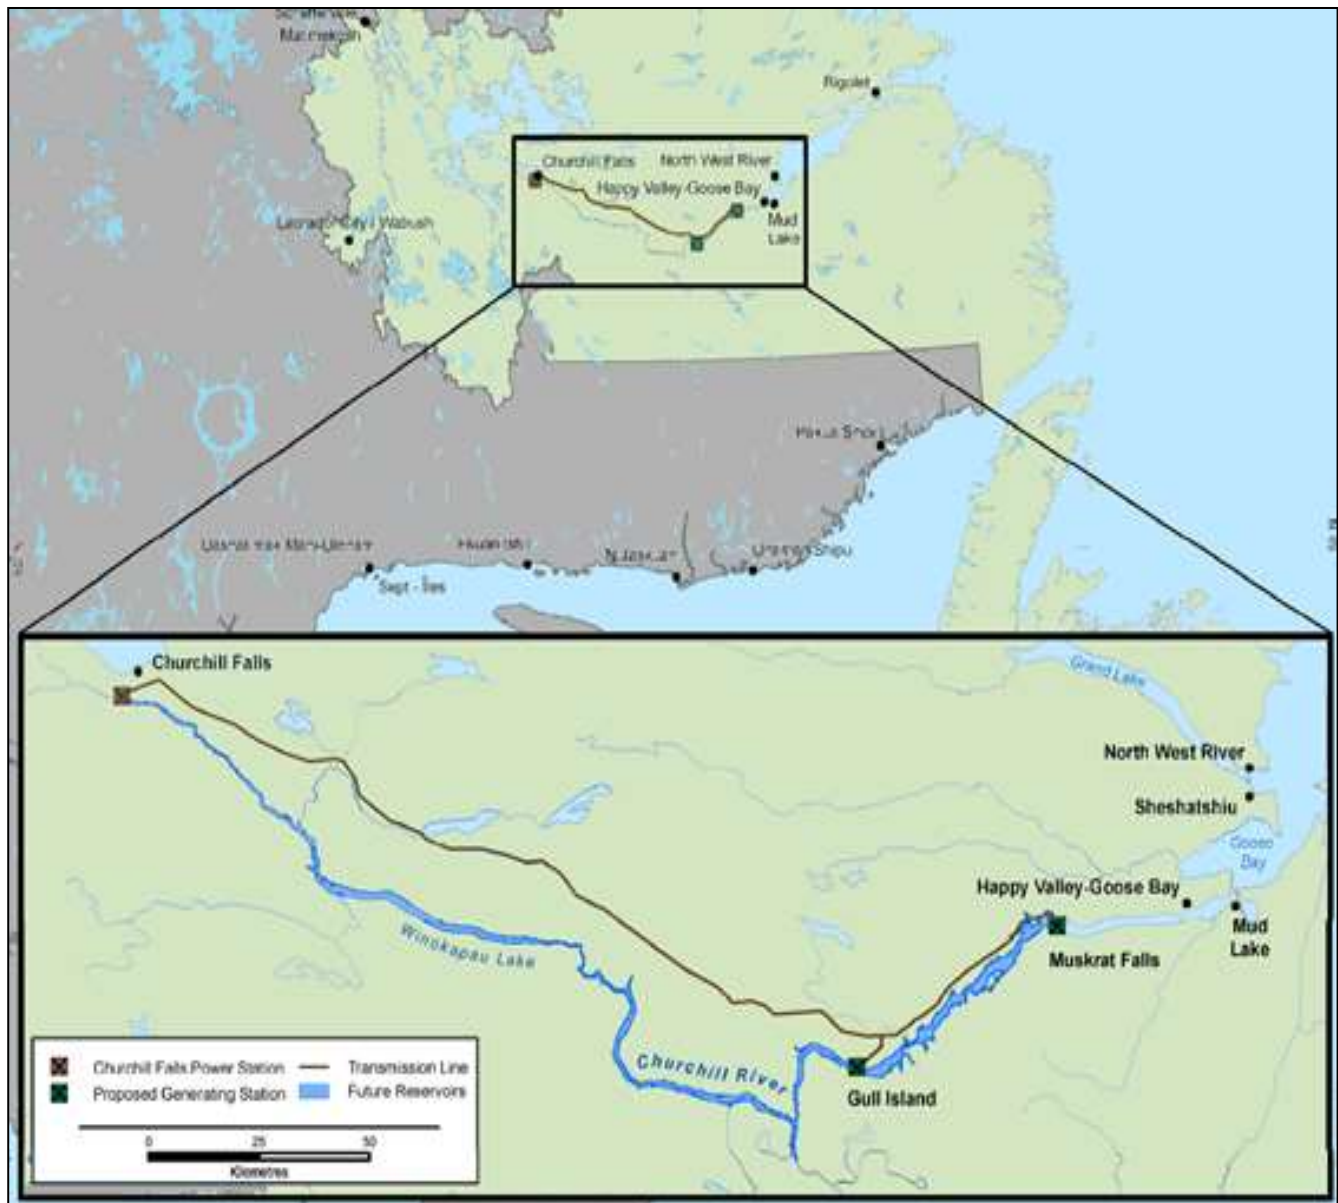 Rigolet
Churchill Falls
North West River
Happy Valley-Goose Bay
Mud
Lake
Wabush
Sept - Îles
Churchill Falls
Grand Lake
North West River
Sheshatshiu
Goose
Bay
Happy Valley-Goose Bay
Mud
Lake
Muskrat Falls
Winokapau Lake
Churchill River
Gull Island
Churchill Falls Power Station
Transmission Line
Proposed Generating Station
Future Reservoirs
0 25 50
Kilometres